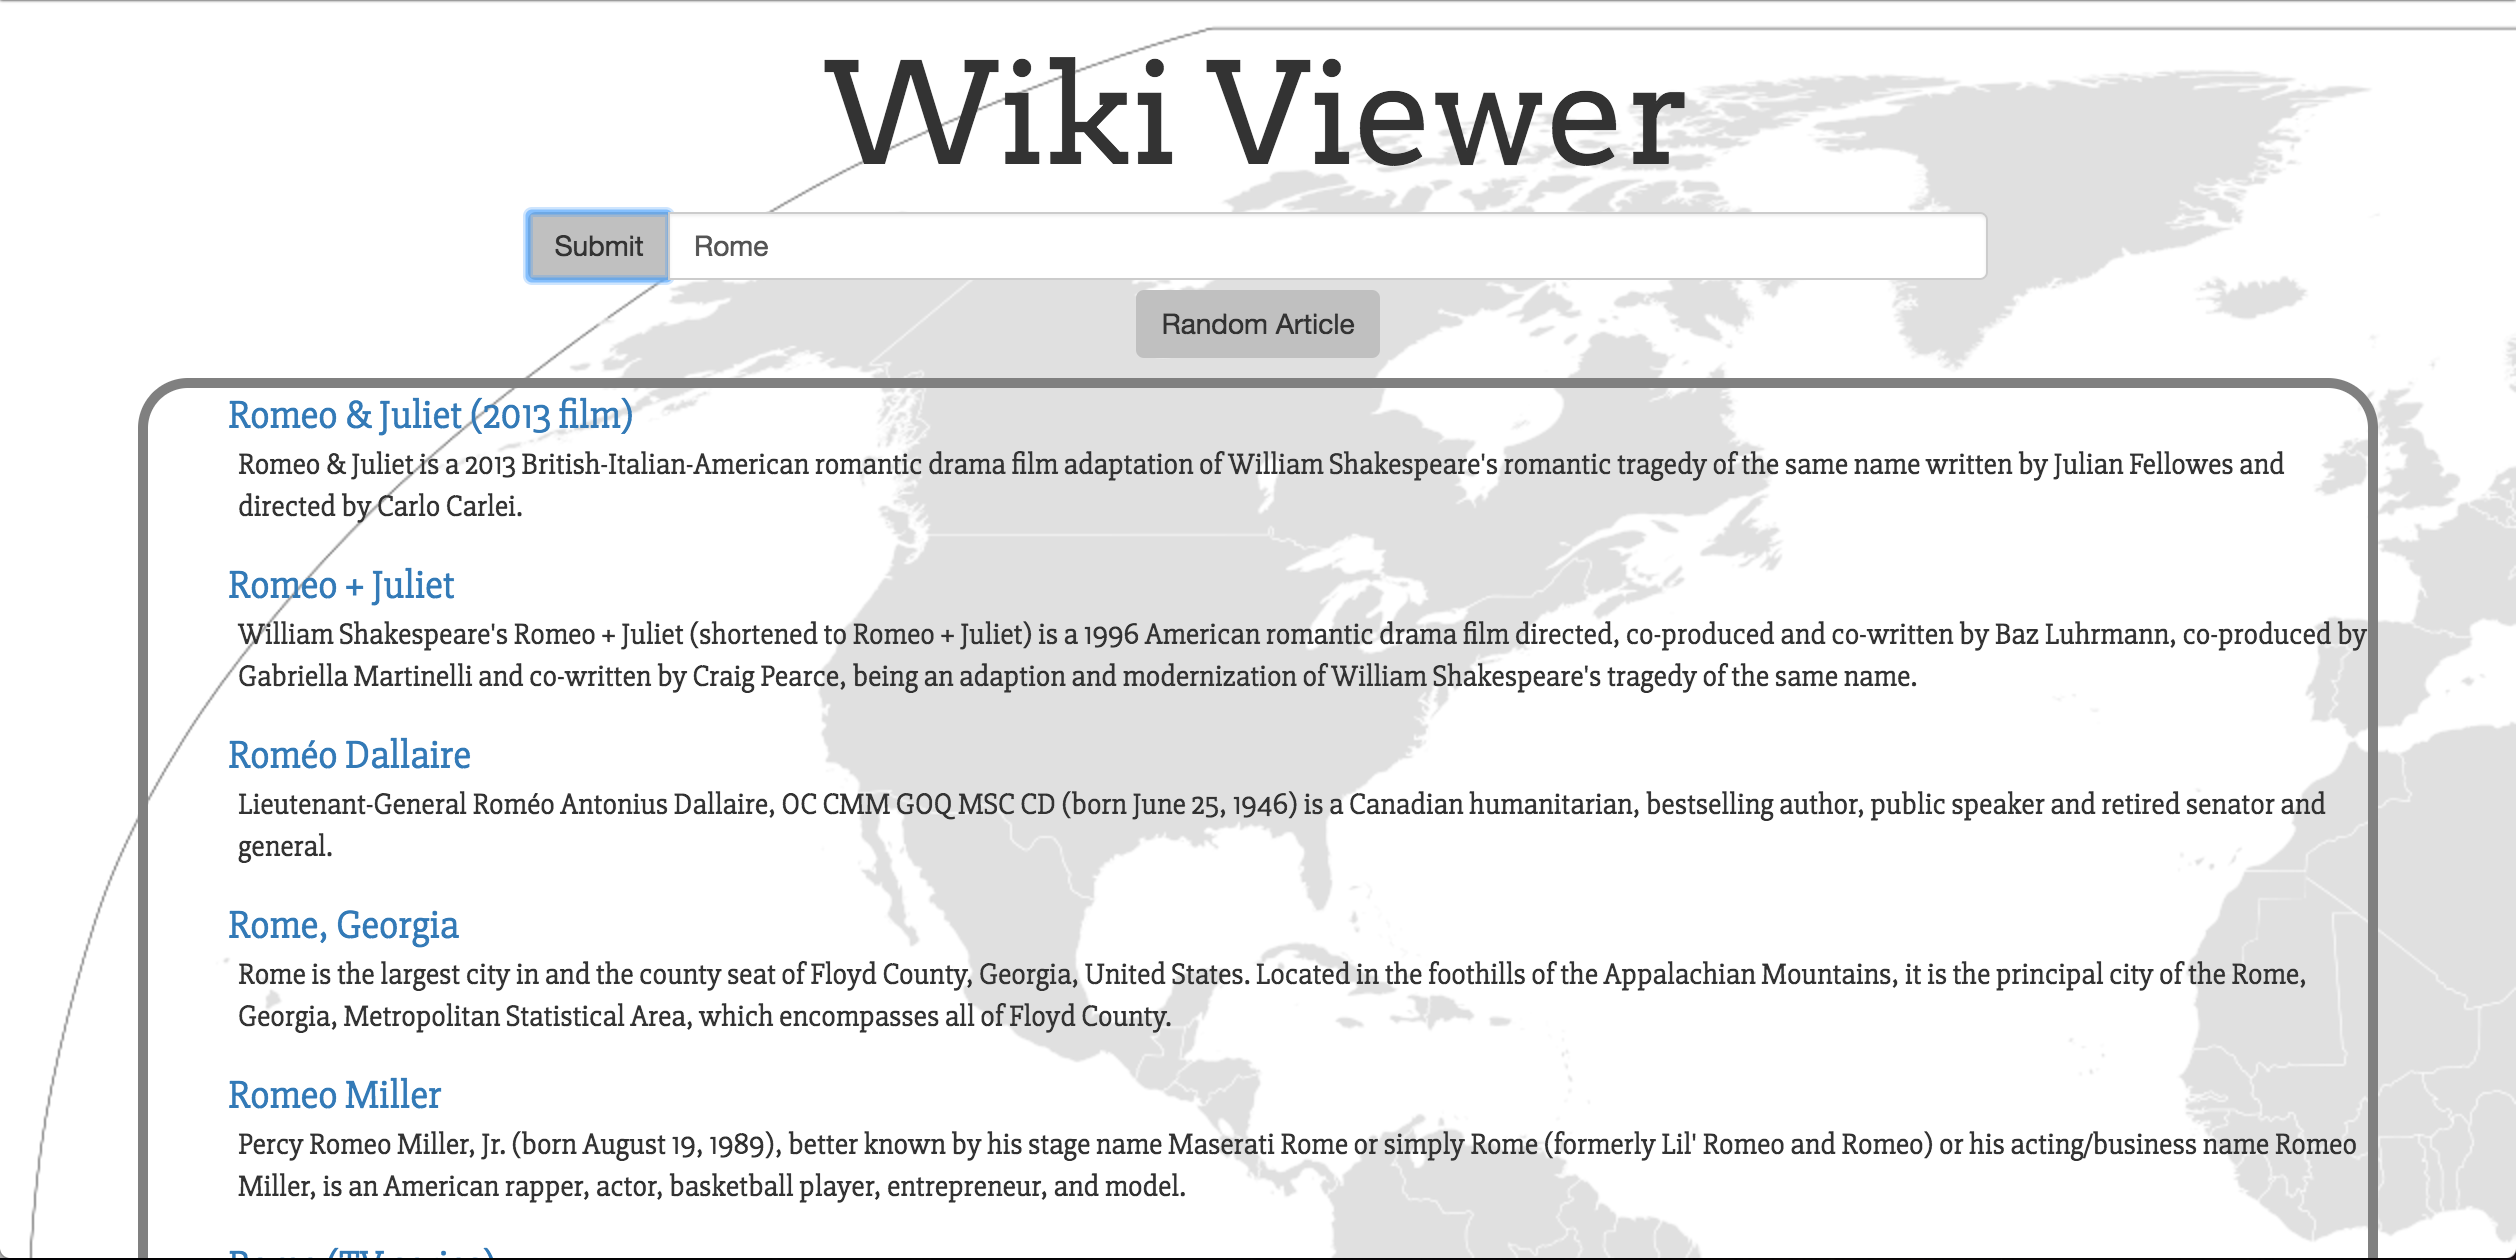 Wiki Viewer
Submit Rome
Random Article
Romeo & Juliet (2013 film)
Romeo & Juliet is a 2013 British-Italian-American romantic drama film adaptation of William Shakespeare's romantic tragedy of the same name written by Julian Fellowes and
directed by Carlo Carlei.
Romeo + Juliet
William Shakespeare's Romeo + Juliet (shortened to Romeo + Juliet) is a 1996 American romantic drama film directed, co-produced and co-written by Baz Luhrmann, co-produced by
Gabriella Martinelli and co-written by Craig Pearce, being an adaption and modernization of William Shakespeare's tragedy of the same name.
Roméo Dallaire
Lieutenant-General Roméo Antonius Dallaire, OC CMM GOQ MSC CD (born June 25, 1946) is a Canadian humanitarian, bestselling author, public speaker and retired senator and
general.
Rome, Georgia
Rome is the largest city in and the county seat of Floyd County, Georgia, United States. Located in the foothills of the Appalachian Mountains, it is the principal city of the Rome,
Georgia, Metropolitan Statistical Area, which encompasses all of Floyd County.
Romeo Miller
Percy Romeo Miller, Jr. (born August 19, 1989), better known by his stage name Maserati Rome or simply Rome (formerly Lil' Romeo and Romeo) or his acting/business name Romeo
Miller, is an American rapper, actor, basketball player, entrepreneur, and model.